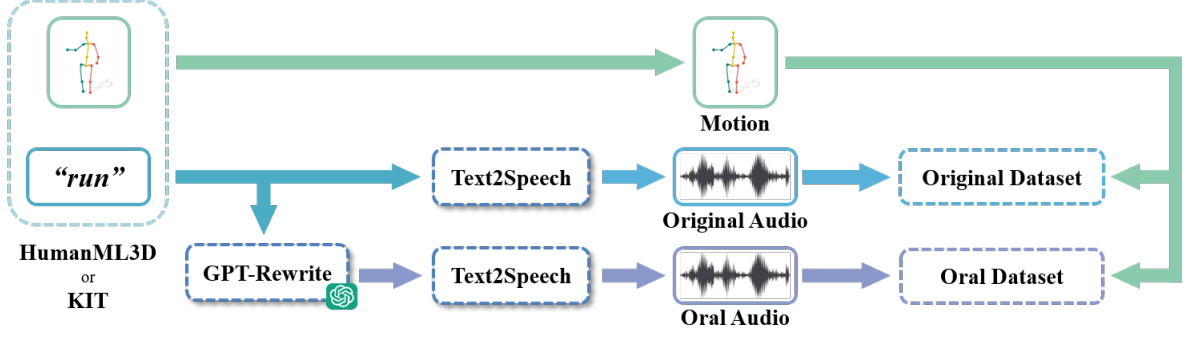 Motion
“run”
Text2Speech
Original Dataset
Original Audio
HumanML3D
or
KIT
GPT-Rewrite
Text2Speech
Oral Dataset
Oral Audio